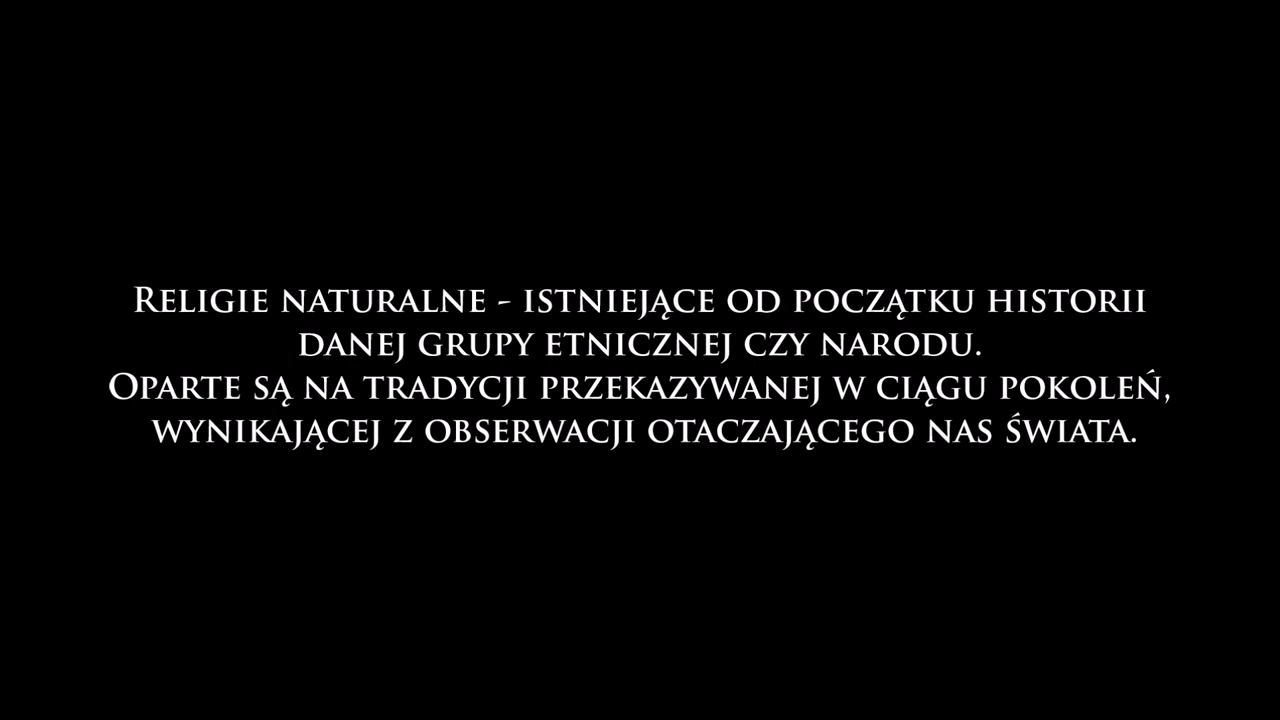 Religie naturalne - istniejące od początku historii
danej grupy etnicznej czy narodu.
Oparte są na tradycji przekazywanej w ciągu pokoleń,
wynikającej z obserwacji otaczającego nas świata.